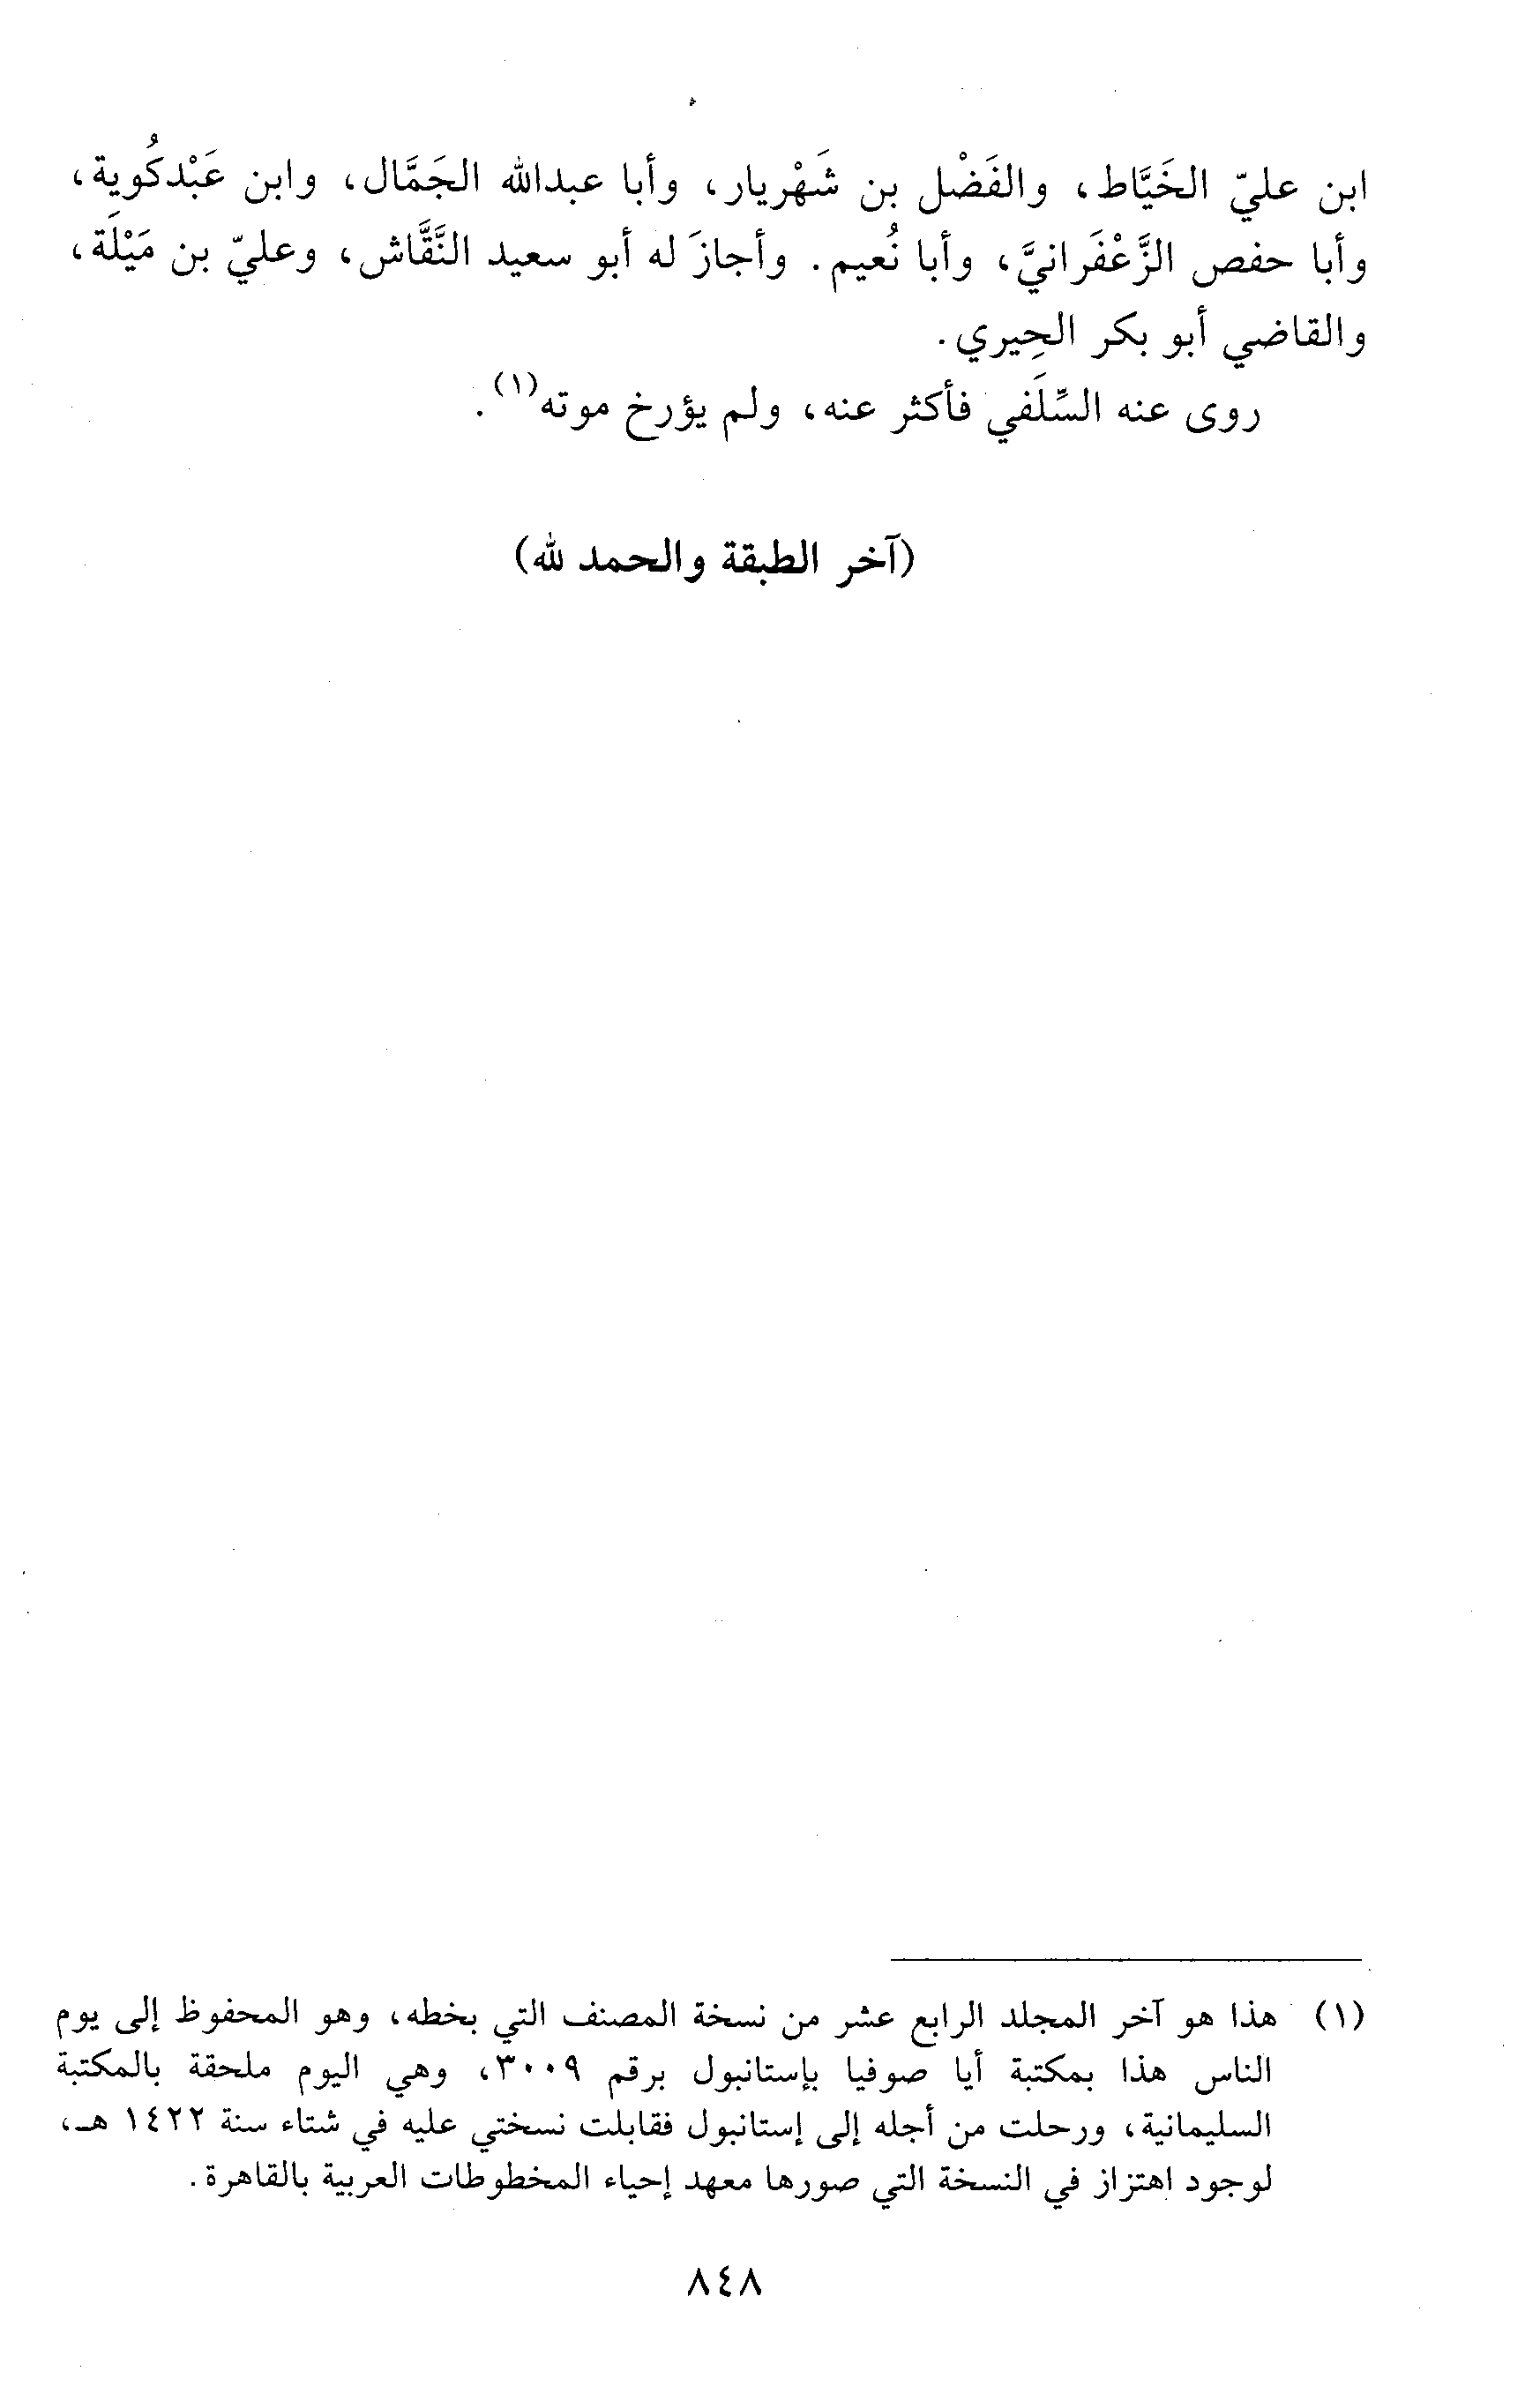 ابن عليّ الخَيَّاط، والفَضْل بن شَهْريار، وأبا عبدالله الجَمَّال، وابن عَبْدكُوية،
وأبا حفص الزَّعْفَرانيَّ، وأبا نُعيم. وأجازَ له أبو سعيد النَّقَّاش، وعليّ بن مَيْلَة،
والقاضي أبو بكر الحِيري.
روى عنه السِّلَفي فأكثر عنه، ولم يؤرخ موته(١).
(آخر الطبقة والحمد لله)
(١) هذا هو آخر المجلد الرابع عشر من نسخة المصنف التي بخطه، وهو المحفوظ إلى يوم
الناس هذا بمكتبة أيا صوفيا بإستانبول برقم ٣٠٠٩، وهي اليوم ملحقة بالمكتبة
السليمانية، ورحلت من أجله إلى إستانبول فقابلت نسختي عليه في شتاء سنة ١٤٢٢ هـ،
لوجود اهتزاز في النسخة التي صورها معهد إحياء المخطوطات العربية بالقاهرة.
٨٤٨